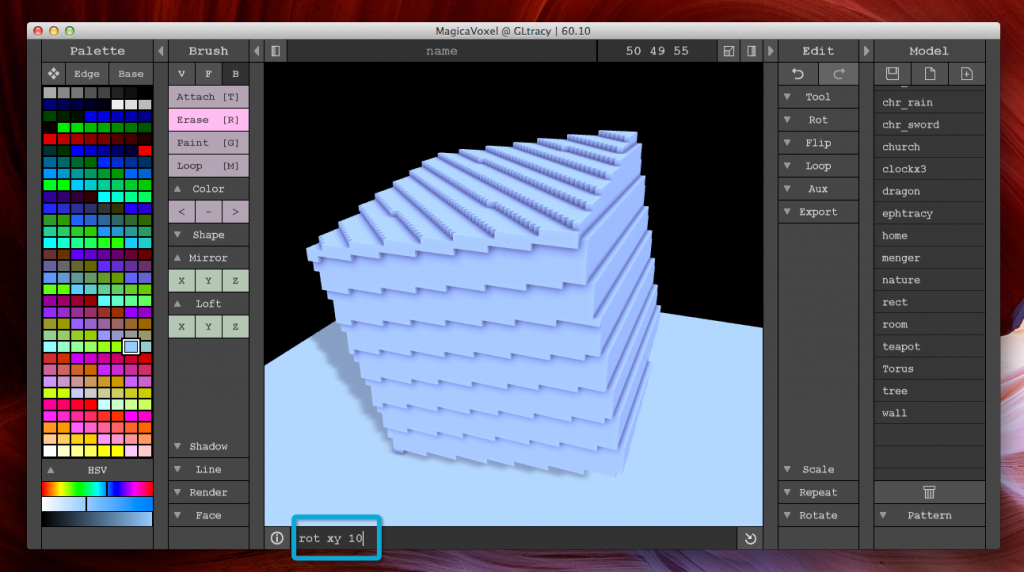 MagicaVoxel @ GLtracy | 60.10
Palette
Edge Base
HSV
Brush
V F B
Attach [T]
Erase [R]
Paint [G]
Loop [M]
Color
< - >
Shape
Mirror
X Y Z
Loft
X Y Z
Shadow
Line
Render
Face
name
50 49 55
rot xy 10
Edit
Tool
Rot
Flip
Loop
Aux
Export
Scale
Repeat
Rotate
Model
chr_rain
chr_sword
church
clockx3
dragon
ephtracy
home
menger
nature
rect
room
teapot
Torus
tree
wall
Pattern